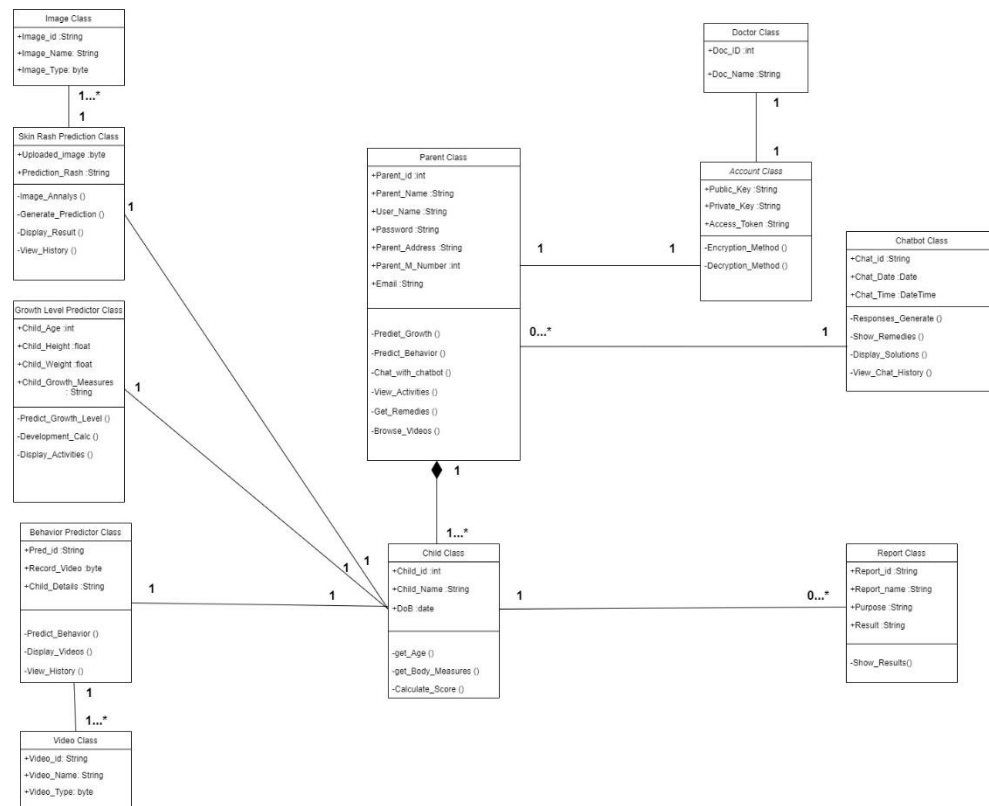 Image Class
+Image_id :String
+Image_Name: String
+Image_Type: byte
1...*
1
Skin Rash Prediction Class
+Uploaded_image :byte
+Prediction_Rash :String
-Image_Annalys ()
-Generate_Prediction ()
-Display_Result ()
-View_History ()
1
Growth Level Predictor Class
+Child_Age :int
+Child_Height :float
+Child_Weight :float
+Child_Growth_Measures
: String
-Predict_Growth_Level()
-Development_Calc ()
-Display_Activities ()
1
Behavior Predictor Class
+Pred_id :String
+Record_Video :byte
+Child_Details :String
-Predict_Behavior ()
-Display_Videos ()
-View_History ()
1
1
1
1...*
Video Class
+Video_id: String
+Video_Name: String
+Video_Type: byte
Parent Class
+Parent_id :int
+Parent_Name :String
+User_Name :String
+Password :String
+Parent_Address :String
+Parent_M_Number :int
+Email :String
-Prediet_Growth ()
-Predict_Behavior ()
-Chat_with_chatbot ()
-View_Activities ()
-Get_Remedies ()
-Browse_Videos ()
1
1
0...*
1
1
1...*
1
1
Child Class
+Child_id :int
+Child_Name :String
+DoB :date
-get_Age ()
-get_Body_Measures ()
-Calculate_Score ()
1
0...*
Doctor Class
+Doc_ID :int
+Doc_Name :String
1
1
Account Class
+Public_Key :String
+Private_Key :String
+Access_Token :String
-Encryption_Method ()
-Decryption_Method ()
Chatbot Class
+Chat_id :String
+Chat_Date :Date
+Chat_Time :DateTime
-Responses_Generate ()
-Show_Remedies ()
-Display_Solutions ()
-View_Chat_History ()
Report Class
+Report_id :String
+Report_name :String
+Purpose :String
+Result :String
-Show_Results()